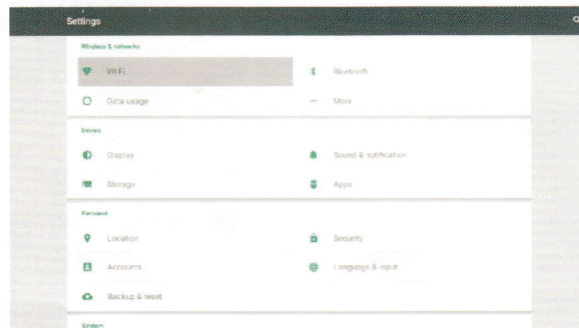 Settings
Wireless & networks
Wi-Fi
Bluetooth
Data usage
More
Device
Display
Sound & notification
Storage
Apps
Personal
Location
Security
Accounts
Language & input
Backup & reset
System